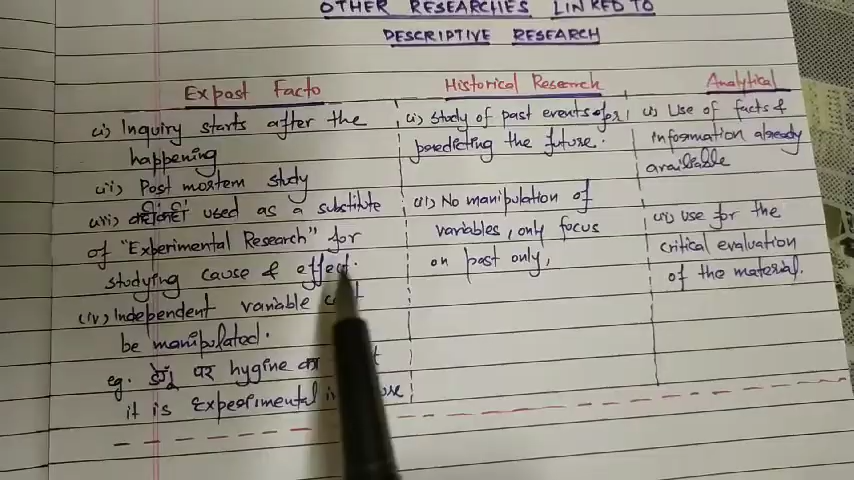 OTHER RESEARCHES LINKED TO
DESCRIPTIVE RESEARCH
Expost Facto
(i) Inquiry starts after the
happening
(ii) Post mortem study
(iii) used as a substitute
of "Experimental Research" for
studying cause & effect.
(iv) Independent variable
be manipulated.
eg. पर hygine का
it is Experimental
Historical Research
(i) study of past events for
predicting the future.
(ii) No manipulation of
variables, only focus
on past only,
Analytical
(i) Use of facts &
information already
available
(ii) use for the
critical evaluation
of the material.